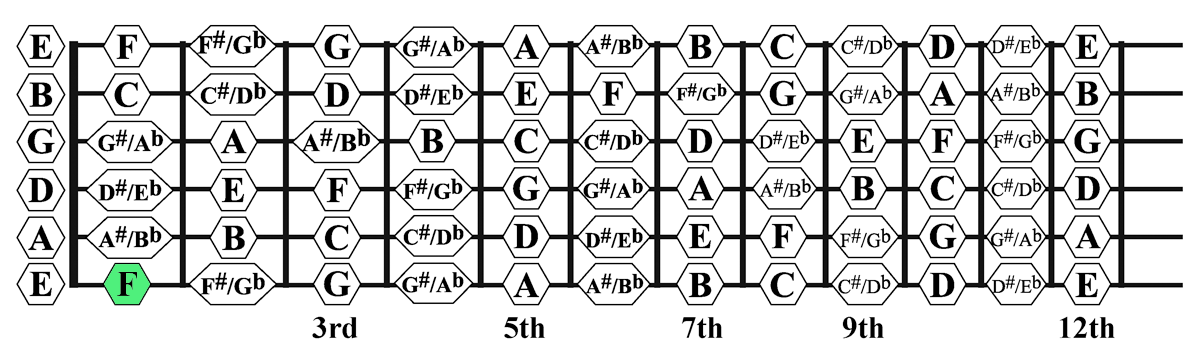 E F F#/Gb G G#/Ab A A#/Bb B C C#/Db D D#/Eb E
B C C#/Db D D#/Eb E F F#/Gb G G#/Ab A A#/Bb B
G G#/Ab A A#/Bb B C C#/Db D D#/Eb E F F#/Gb G
D D#/Eb E F F#/Gb G G#/Ab A A#/Bb B C C#/Db D
A A#/Bb B C C#/Db D D#/Eb E F F#/Gb G G#/Ab A
E F F#/Gb G G#/Ab A A#/Bb B C C#/Db D D#/Eb E
3rd 5th 7th 9th 12th